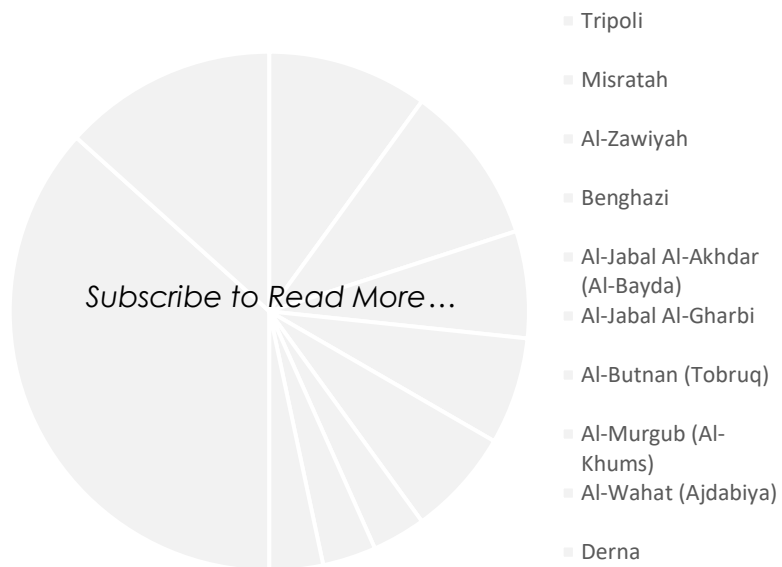 Tripoli
Misratah
Al-Zawiyah
Benghazi
Al-Jabal Al-Akhdar
(Al-Bayda)
Al-Jabal Al-Gharbi
Al-Butnan (Tobruq)
Al-Murgub (Al-
Khums)
Al-Wahat (Ajdabiya)
Derna
Subscribe to Read More…